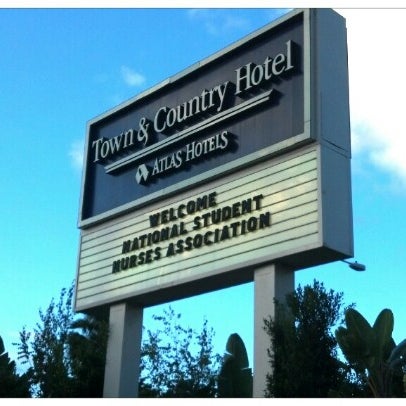 Town & Country Hotel
ATLAS HOTELS
WELCOME
NATIONAL STUDENT
NURSES ASSOCIATION